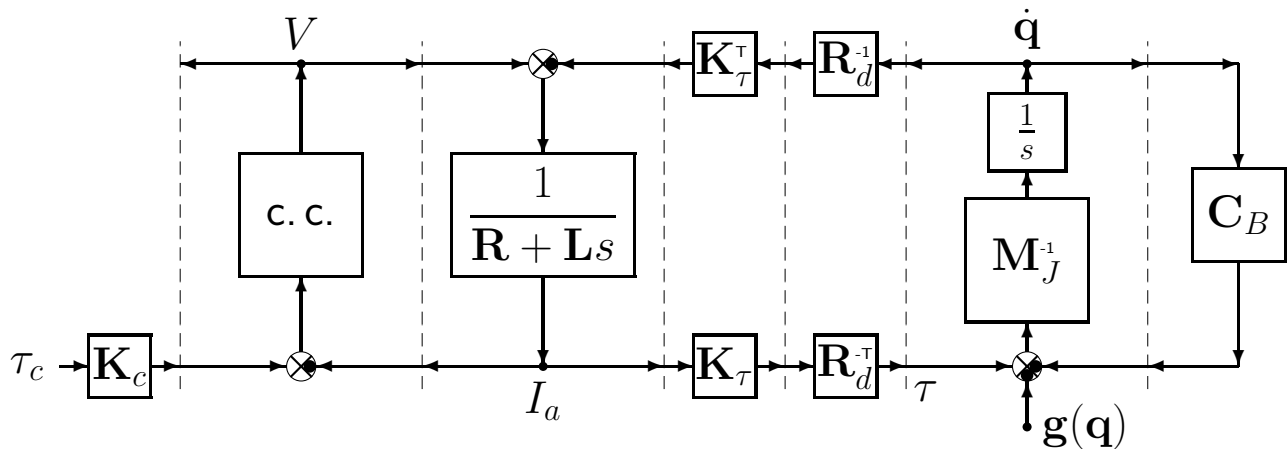 V
q̇
K_τ^T
R_d^-1
1
s
c. c.
1
R + Ls
M_J^-1
C_B
τ_c
K_c
K_τ
R_d^-T
I_a
τ
g(q)